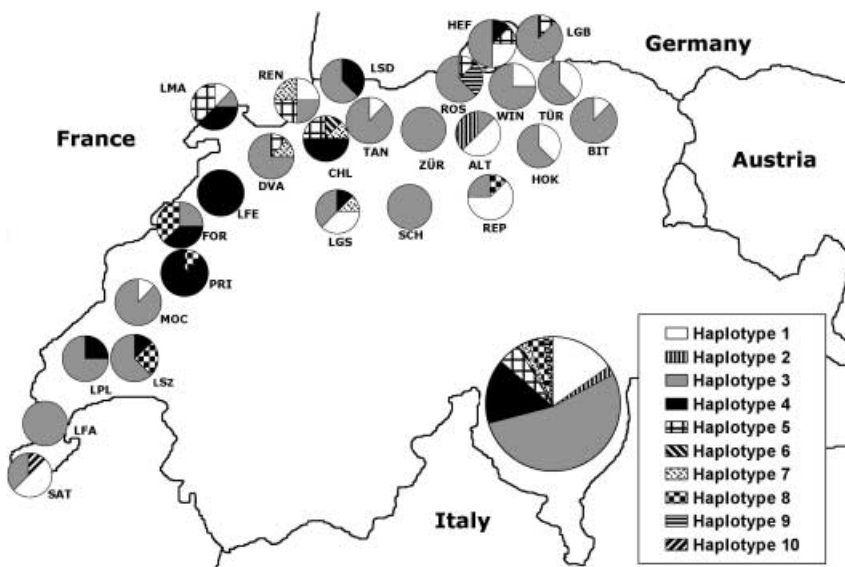 HEF
LGB
Germany
LSD
REN
LMA
ROS
WIN
TÜR
France
TAN
ZÜR
ALT
HOK
BIT
Austria
DVA
CHL
LFE
LGS
SCH
REP
FOR
PRI
MOC
LPL
LSZ
LFA
SAT
Italy
Haplotype 1
Haplotype 2
Haplotype 3
Haplotype 4
Haplotype 5
Haplotype 6
Haplotype 7
Haplotype 8
Haplotype 9
Haplotype 10